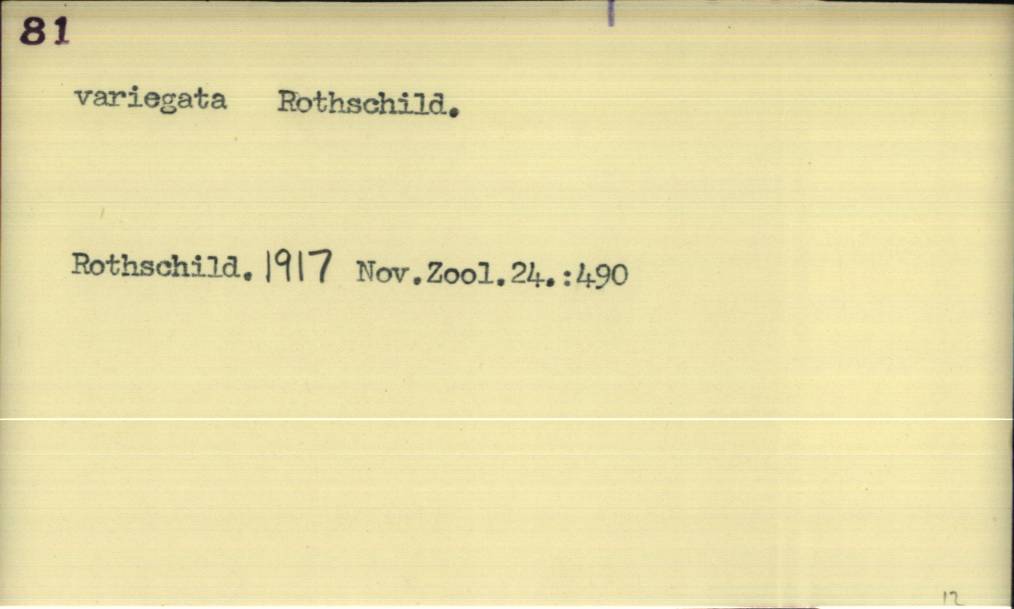 81
variegata Rothschild.
Rothschild. 1917 Nov.Zool.24.:490
12